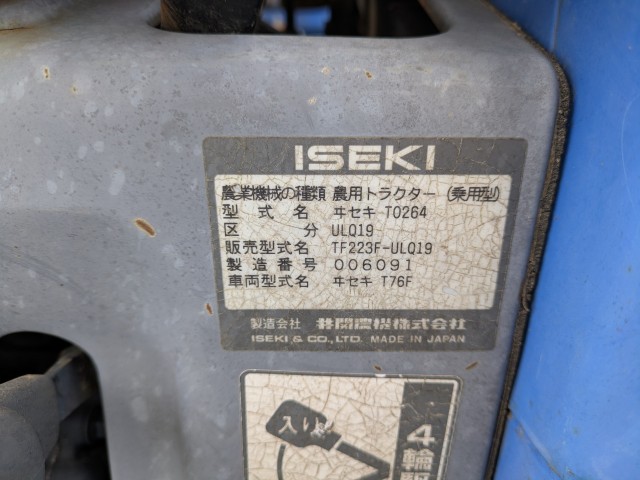 ISEKI
農業機械の種類 農用トラクター (乗用型)
型式名 ヰセキ T0264
区分 ULQ19
販売型式名 TF223F-ULQ19
製造番号 006091
車両型式名 ヰセキ T76F
製造会社 井関農機株式会社
ISEKI & CO., LTD. MADE IN JAPAN
入り
4輪